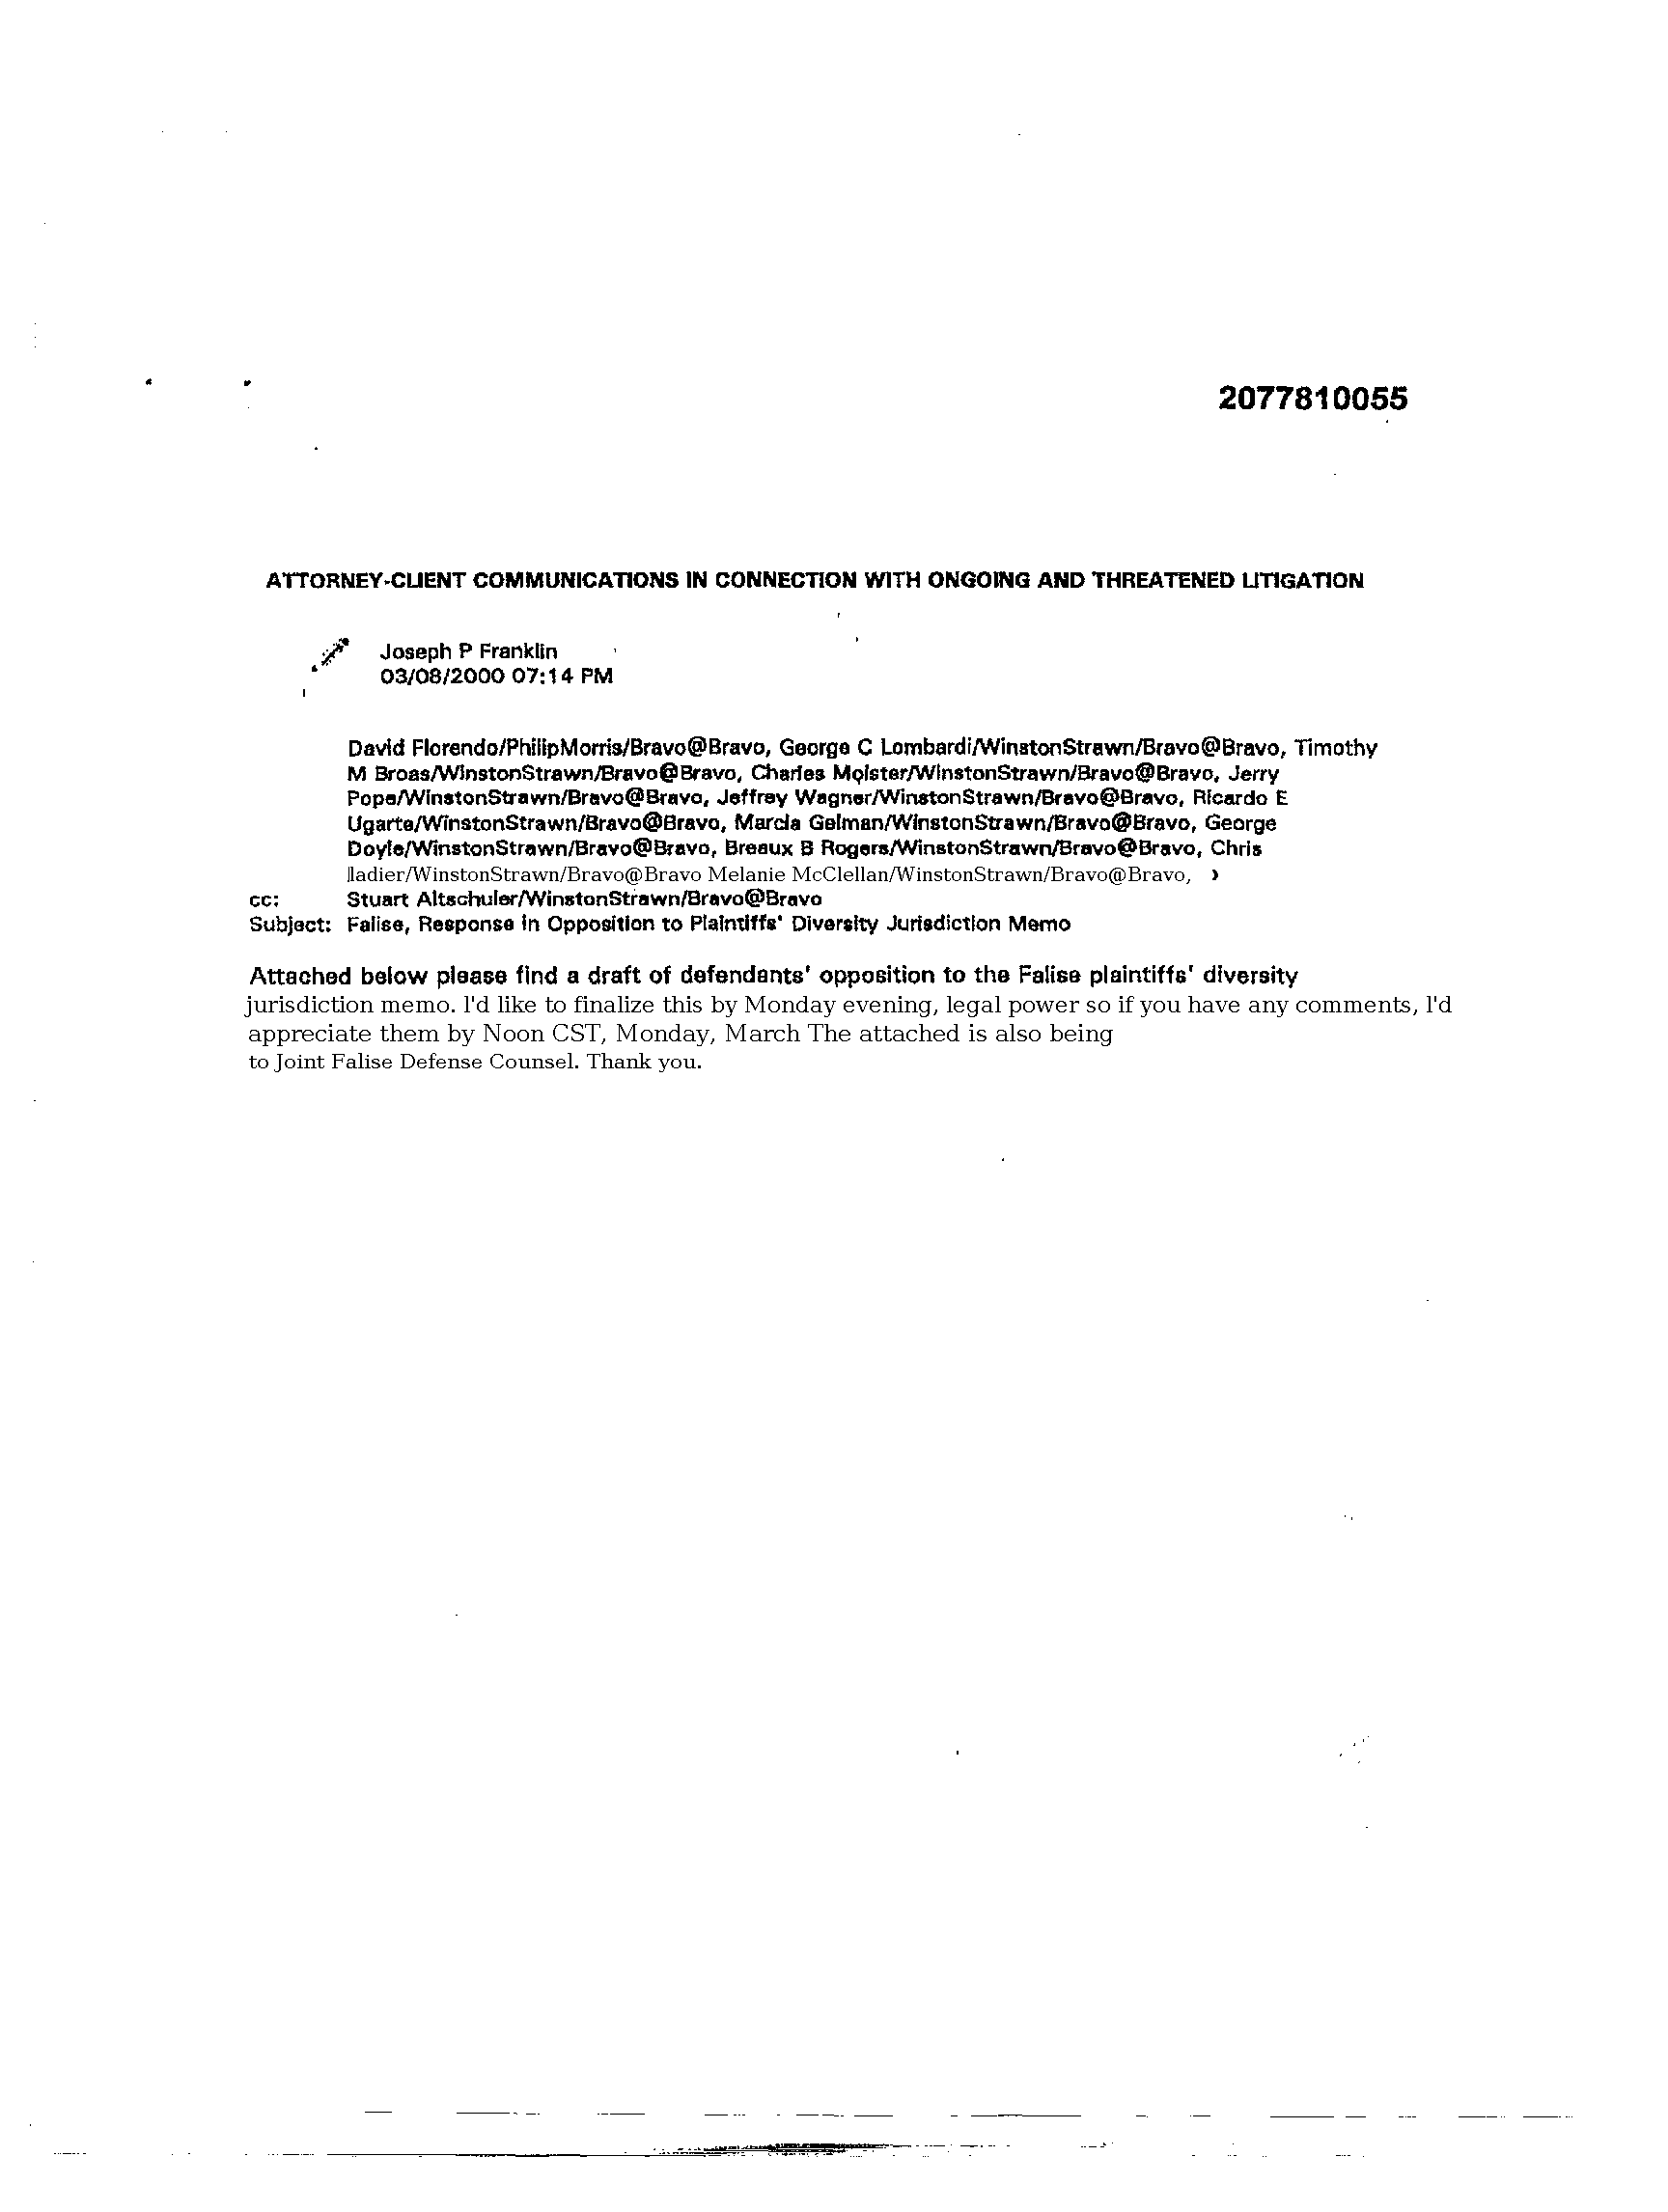 2077810055
ATTORNEY-CLIENT COMMUNICATIONS IN CONNECTION WITH ONGOING AND THREATENED LITIGATION
Joseph P Franklin
03/08/2000 07:14 PM
David Florendo/PhilipMorris/Bravo@Bravo, George C Lombardi/WinstonStrawn/Bravo@Bravo, Timothy
M Broas/WinstonStrawn/Bravo@Bravo, Charles Molster/WinstonStrawn/Bravo@Bravo, Jerry
Pope/WinstonStrawn/Bravo@Bravo, Jeffrey Wagner/WinstonStrawn/Bravo@Bravo, Ricardo E
Ugarte/WinstonStrawn/Bravo@Bravo, Marcia Gelman/WinstonStrawn/Bravo@Bravo, George
Doyle/WinstonStrawn/Bravo@Bravo, Breaux B Rogers/WinstonStrawn/Bravo@Bravo, Chris
lladier/WinstonStrawn/Bravo@Bravo Melanie McClellan/WinstonStrawn/Bravo@Bravo,
cc: Stuart Altschuler/WinstonStrawn/Bravo@Bravo
Subject: Falise, Response in Opposition to Plaintiffs' Diversity Jurisdiction Memo
Attached below please find a draft of defendants' opposition to the Falise plaintiffs' diversity
jurisdiction memo. I'd like to finalize this by Monday evening, legal power so if you have any comments, I'd
appreciate them by Noon CST, Monday, March The attached is also being
to Joint Falise Defense Counsel. Thank you.